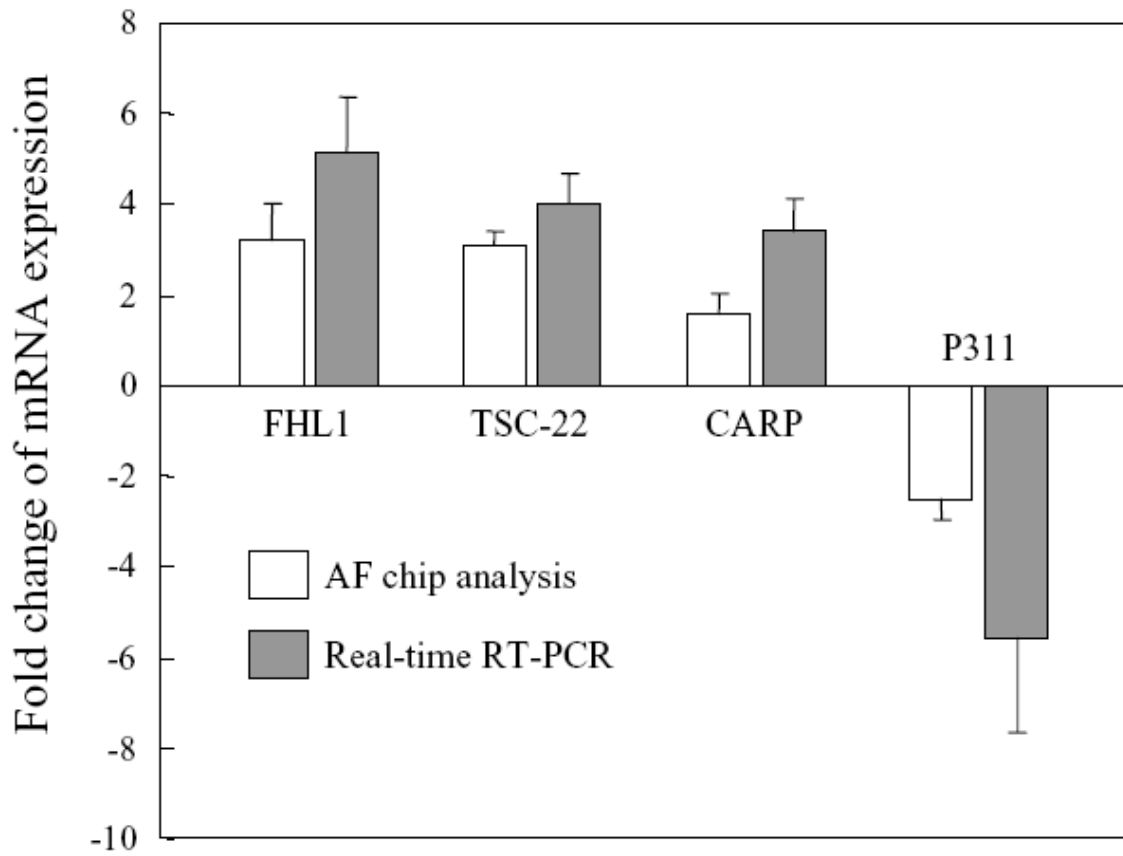 Fold change of mRNA expression
8
6
4
2
0
-2
-4
-6
-8
-10
FHL1
TSC-22
CARP
P311
AF chip analysis
Real-time RT-PCR